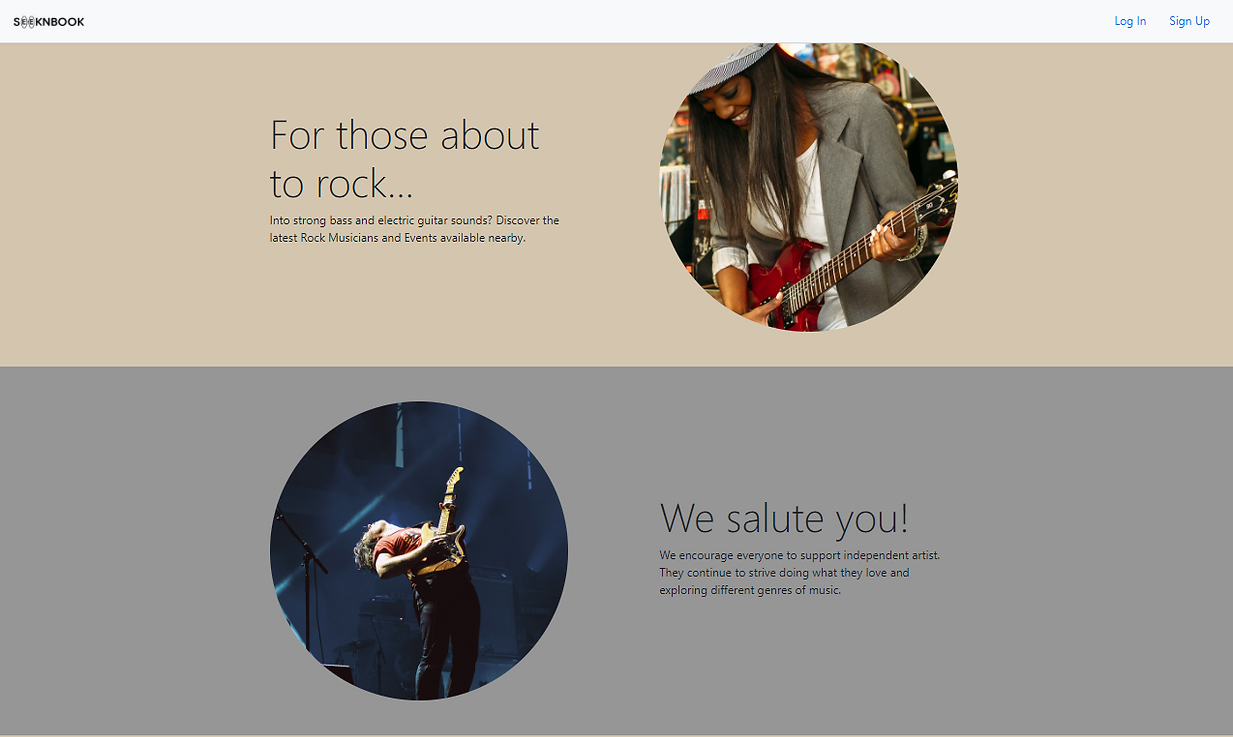 SEEKNBOOK
Log In
Sign Up
For those about
to rock...
Into strong bass and electric guitar sounds? Discover the
latest Rock Musicians and Events available nearby.
We salute you!
We encourage everyone to support independent artist.
They continue to strive doing what they love and
exploring different genres of music.